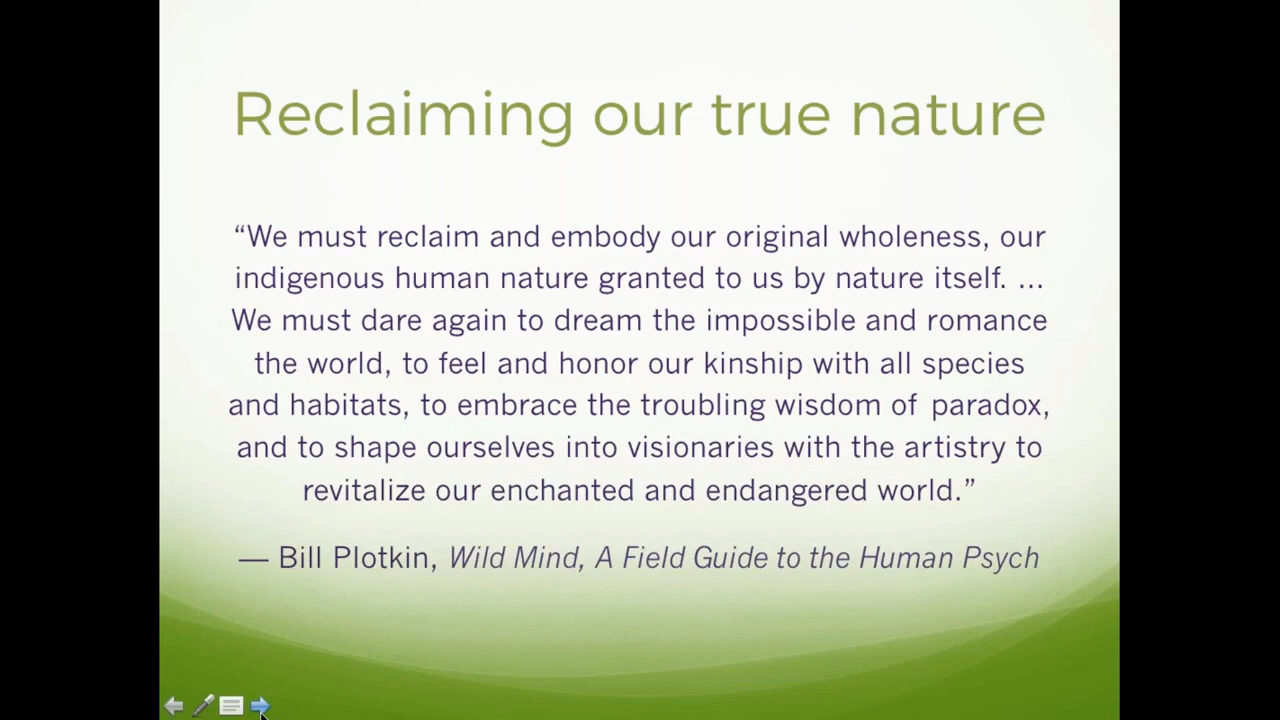 Reclaiming our true nature
“We must reclaim and embody our original wholeness, our
indigenous human nature granted to us by nature itself. ...
We must dare again to dream the impossible and romance
the world, to feel and honor our kinship with all species
and habitats, to embrace the troubling wisdom of paradox,
and to shape ourselves into visionaries with the artistry to
revitalize our enchanted and endangered world.”
— Bill Plotkin, Wild Mind, A Field Guide to the Human Psych